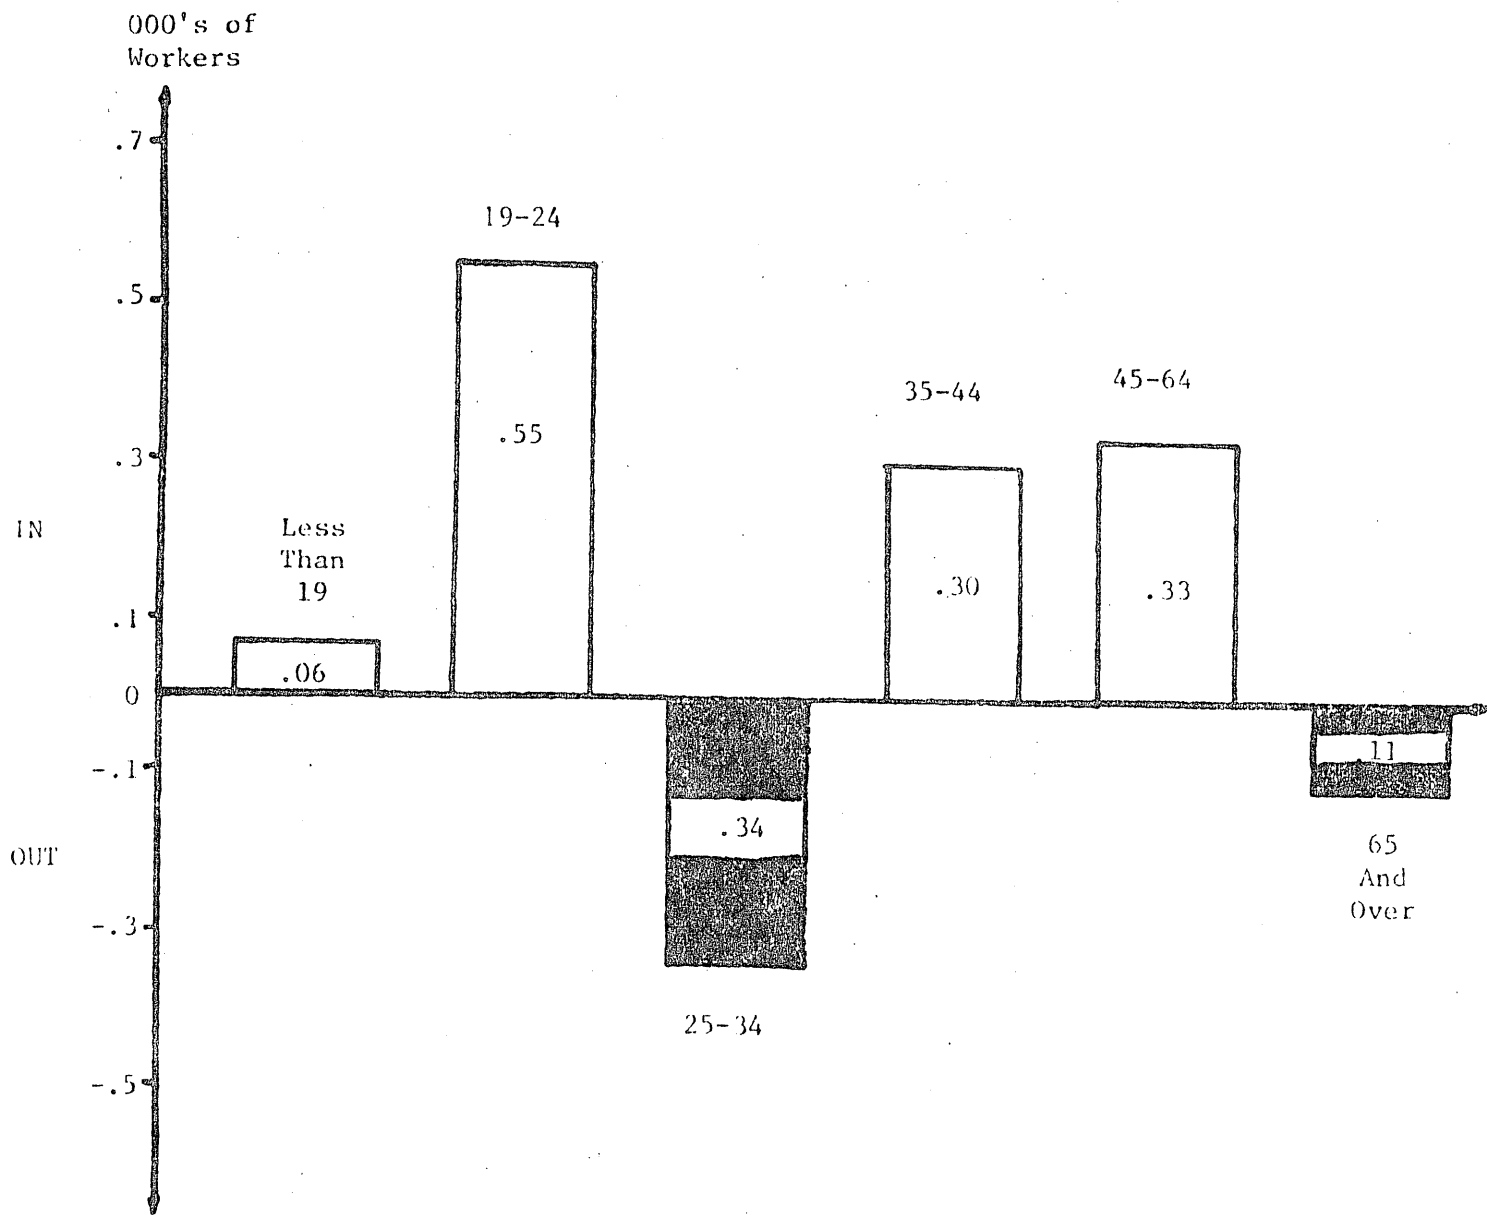 000's of
Workers
.7
19-24
.5
35-44
45-64
.55
.3
IN
Less
Than
19
.30
.33
.1
.06
0
-.1
.11
.34
OUT
65
And
Over
-.3
25-34
-.5